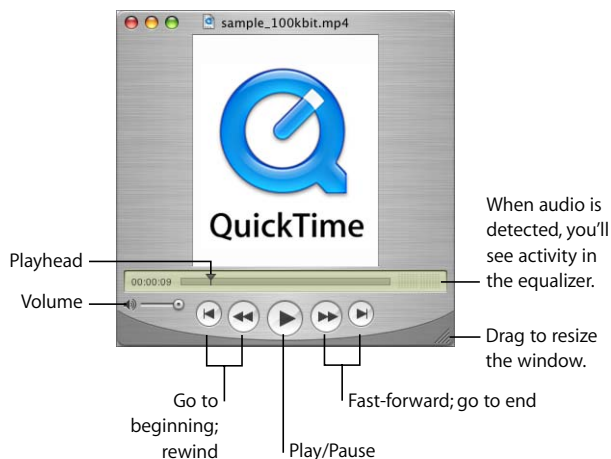 sample_100kbit.mp4
QuickTime
When audio is
detected, you'll
see activity in
the equalizer.
Playhead
00:00:09
Volume
Drag to resize
the window.
Go to
beginning;
rewind
Fast-forward; go to end
Play/Pause